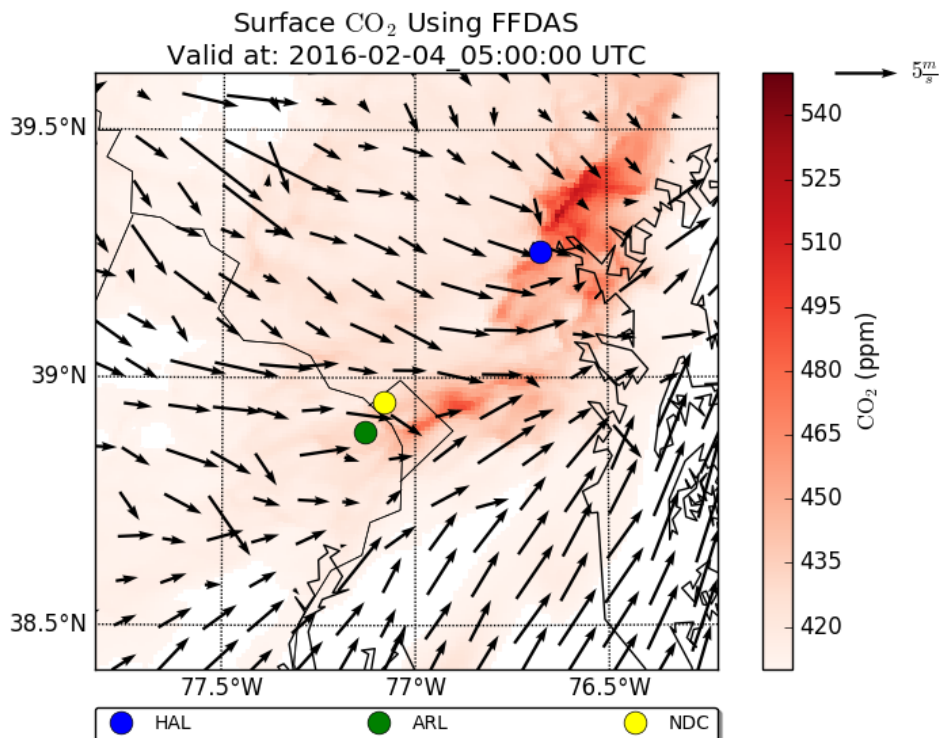 Surface CO₂ Using FFDAS
Valid at: 2016-02-04_05:00:00 UTC
5 m/s
39.5°N
39°N
38.5°N
77.5°W
77°W
76.5°W
540
525
510
495
480
465
450
435
420
CO₂ (ppm)
HAL
ARL
NDC